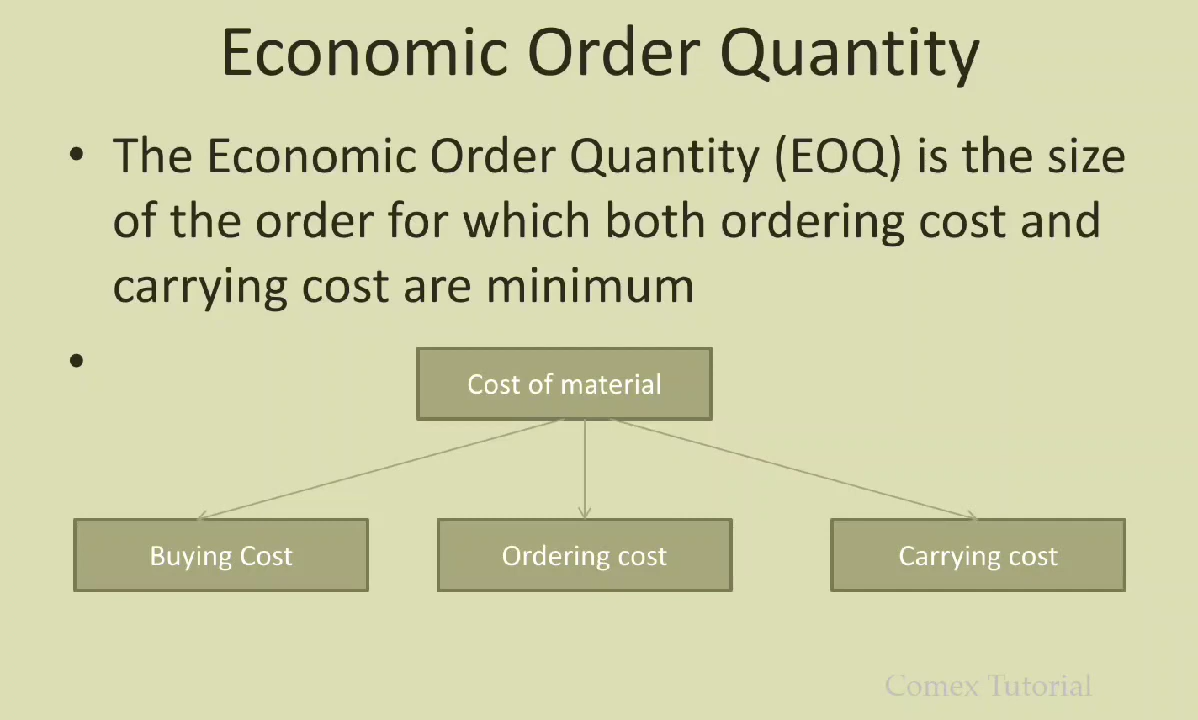 Economic Order Quantity
• The Economic Order Quantity (EOQ) is the size
of the order for which both ordering cost and
carrying cost are minimum
•
Cost of material
Buying Cost
Ordering cost
Carrying cost
Comex Tutorial